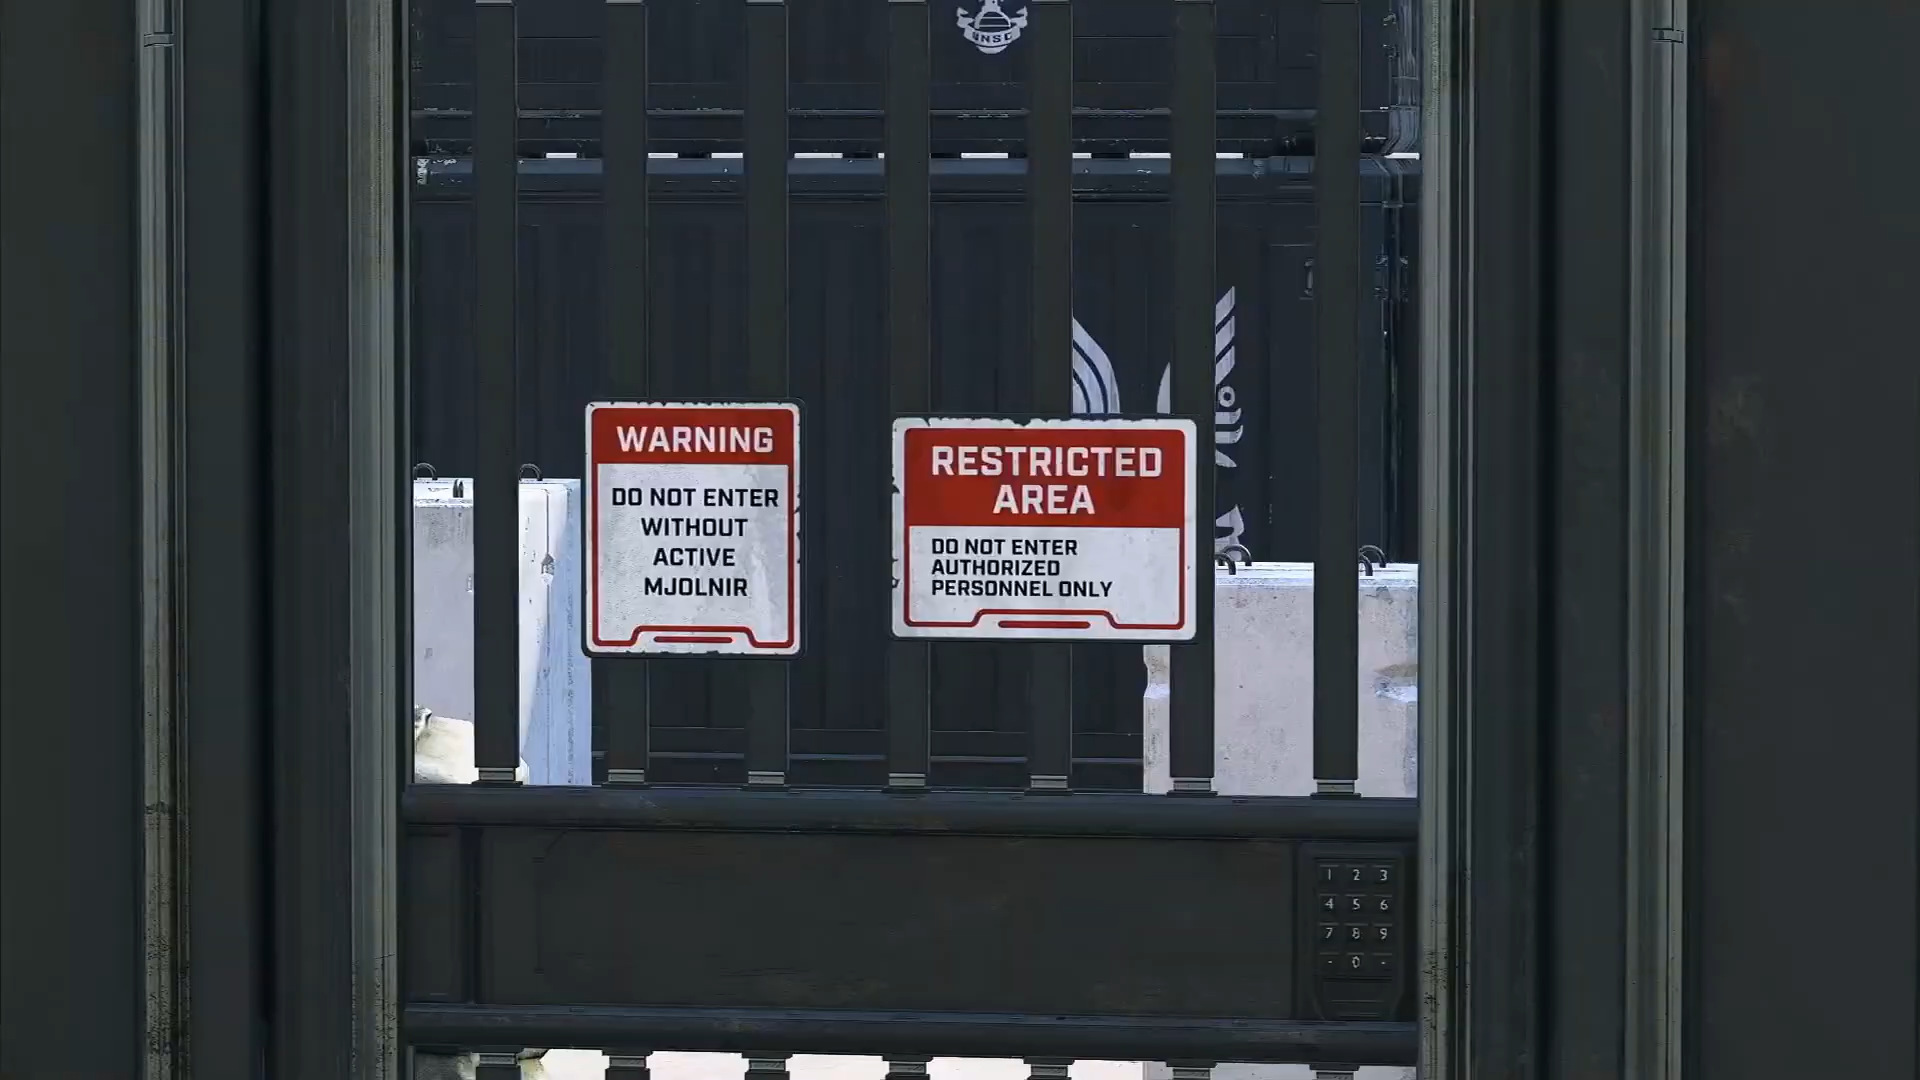 UNSC
WARNING
DO NOT ENTER
WITHOUT
ACTIVE
MJOLNIR
RESTRICTED
AREA
DO NOT ENTER
AUTHORIZED
PERSONNEL ONLY
1 2 3
4 5 6
7 8 9
- 0 -